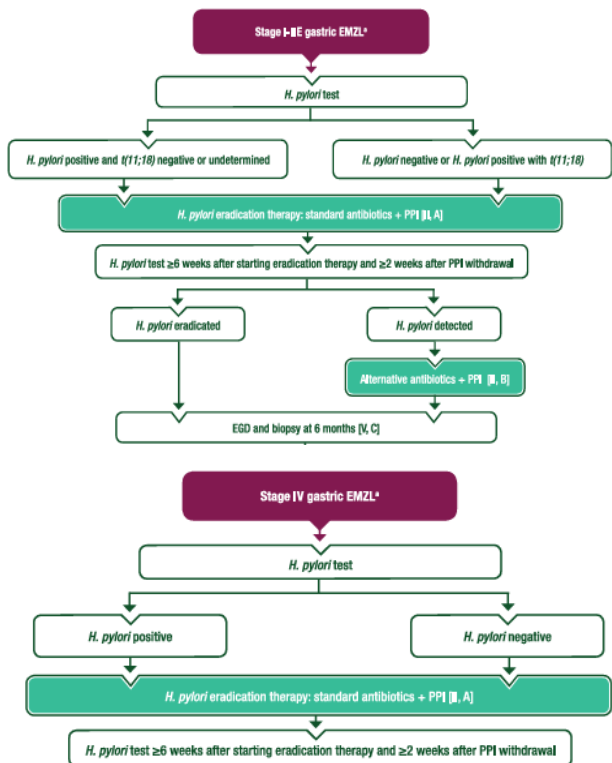 Stage I-IIE gastric EMZLª
H. pylori test
H. pylori positive and t(11;18) negative or undetermined
H. pylori negative or H. pylori positive with t(11;18)
H. pylori eradication therapy: standard antibiotics + PPI [II, A]
H. pylori test ≥6 weeks after starting eradication therapy and ≥2 weeks after PPI withdrawal
H. pylori eradicated
H. pylori detected
Alternative antibiotics + PPI [II, B]
EGD and biopsy at 6 months [V, C]
Stage IV gastric EMZLª
H. pylori test
H. pylori positive
H. pylori negative
H. pylori eradication therapy: standard antibiotics + PPI [II, A]
H. pylori test ≥6 weeks after starting eradication therapy and ≥2 weeks after PPI withdrawal